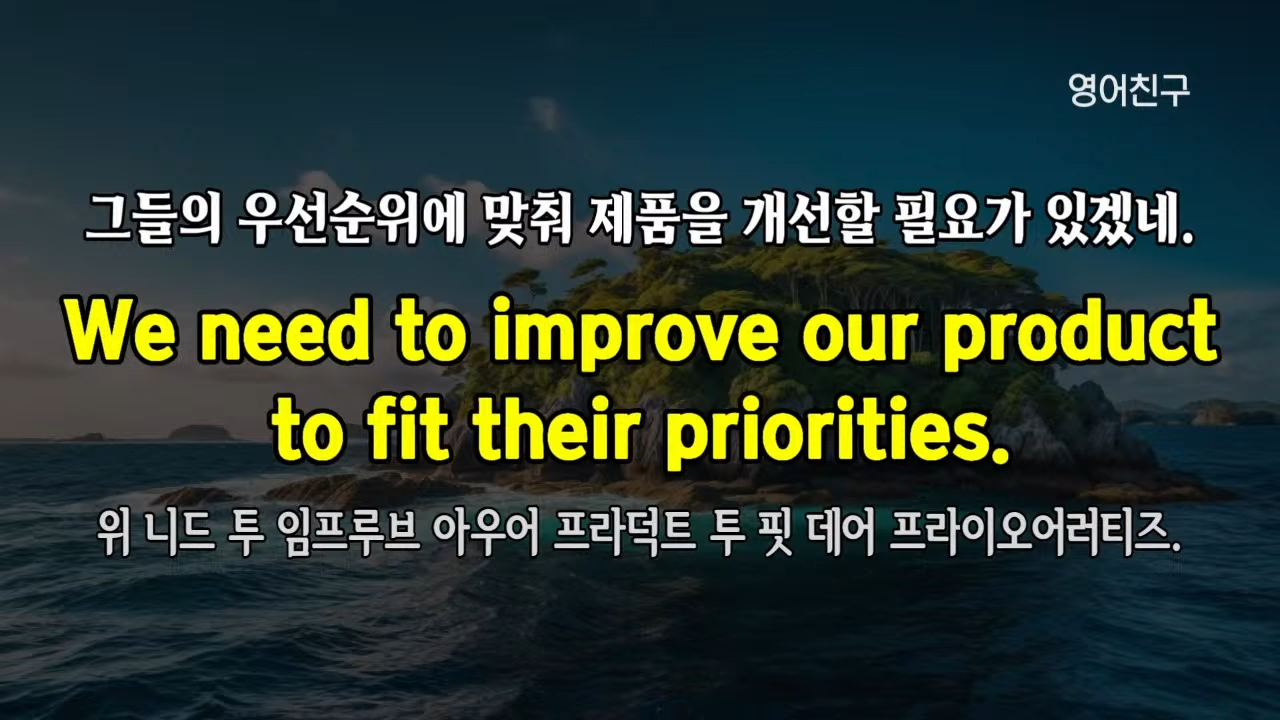 영어친구
그들의 우선순위에 맞춰 제품을 개선할 필요가 있겠네.
We need to improve our product
to fit their priorities.
위 니드 투 임프루브 아우어 프라덕트 투 핏 데어 프라이오어러티즈.